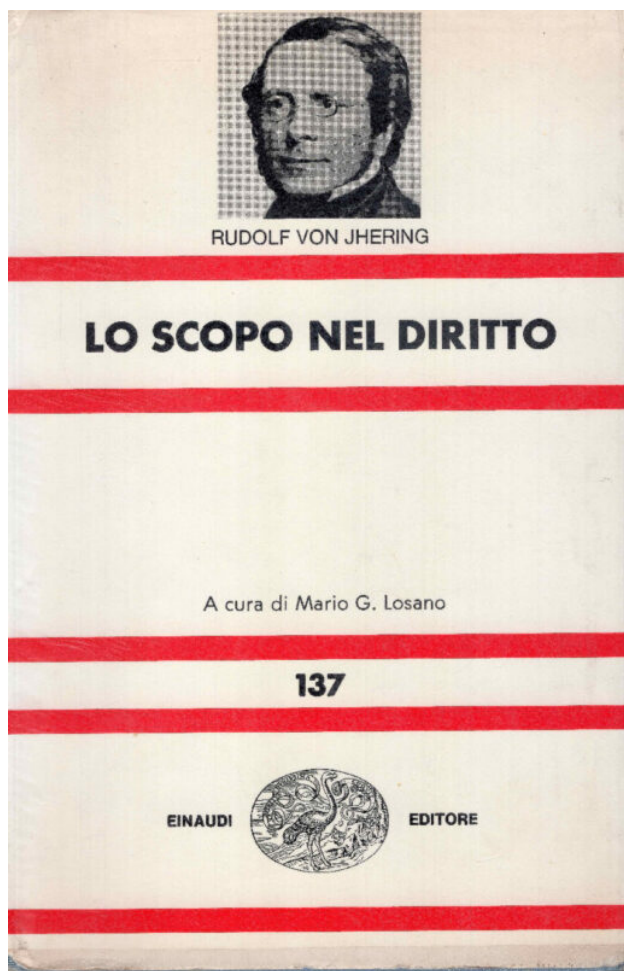 RUDOLF VON JHERING
LO SCOPO NEL DIRITTO
A cura di Mario G. Losano
137
EINAUDI EDITORE